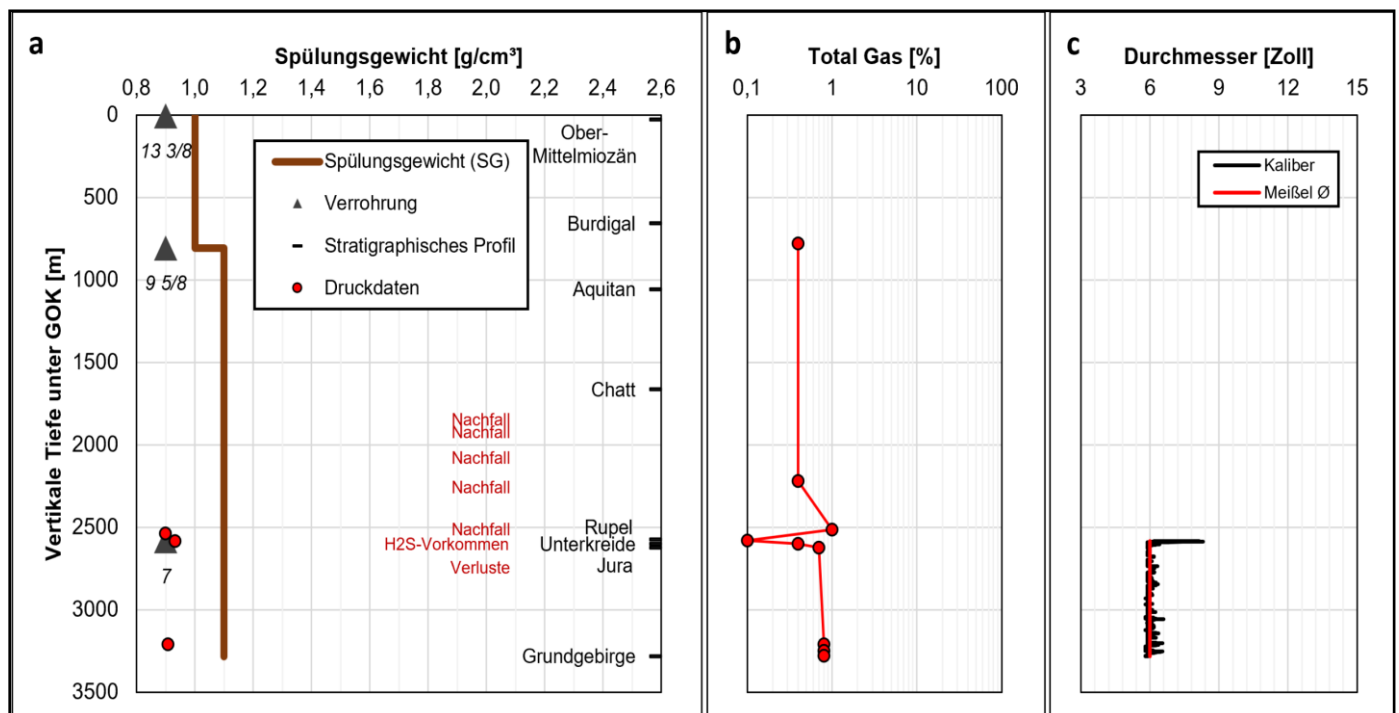 a
Spülungsgewicht [g/cm³]
0,8 1,0 1,2 1,4 1,6 1,8 2,0 2,2 2,4 2,6
Vertikale Tiefe unter GOK [m]
0
500
1000
1500
2000
2500
3000
3500
13 3/8
9 5/8
7
Spülungsgewicht (SG)
Verrohrung
Stratigraphisches Profil
Druckdaten
Nachfall
Nachfall
Nachfall
Nachfall
Nachfall
H2S-Vorkommen
Verluste
Ober-
Mittelmiozän
Burdigal
Aquitan
Chatt
Rupel
Unterkreide
Jura
Grundgebirge
b
Total Gas [%]
0,1 1 10 100
c
Durchmesser [Zoll]
3 6 9 12 15
Kaliber
Meißel Ø